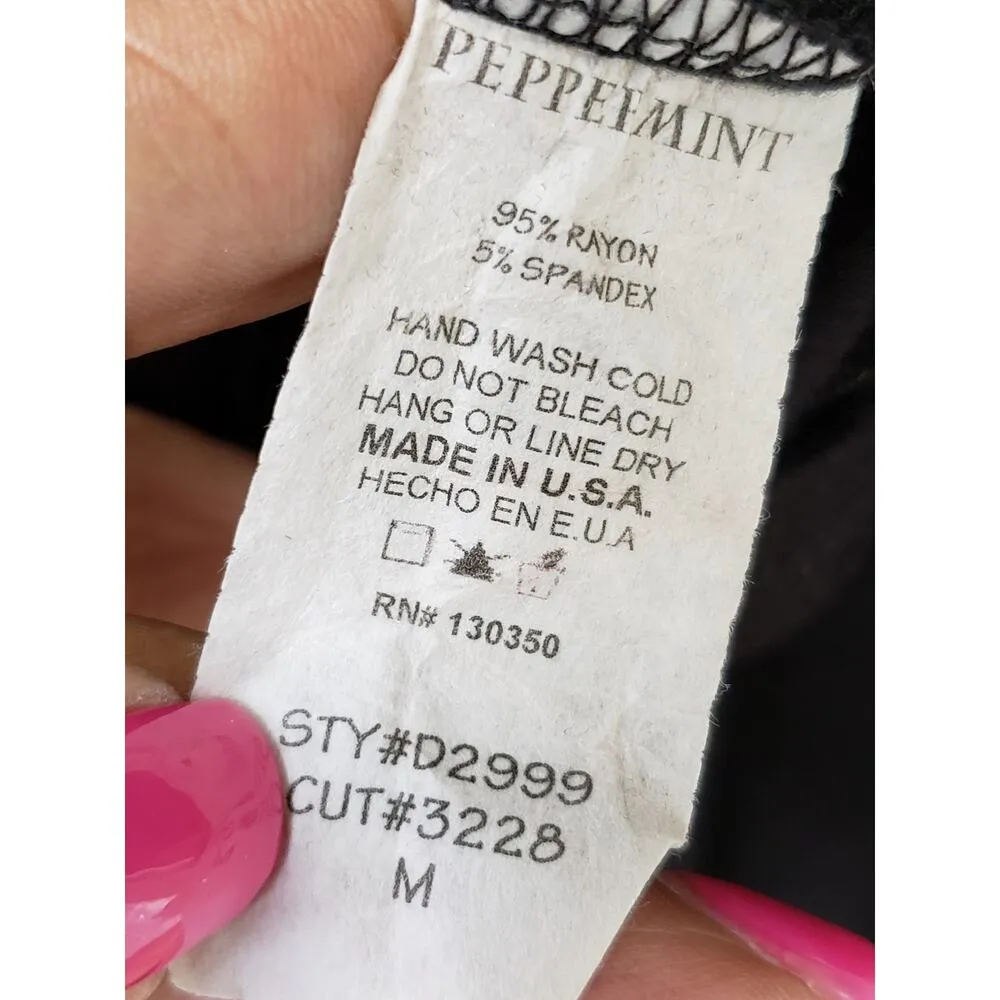 PEPPERMINT
95% RAYON
5% SPANDEX
HAND WASH COLD
DO NOT BLEACH
HANG OR LINE DRY
MADE IN U.S.A.
HECHO EN E.U.A
RN# 130350
STY#D2999
CUT#3228
M